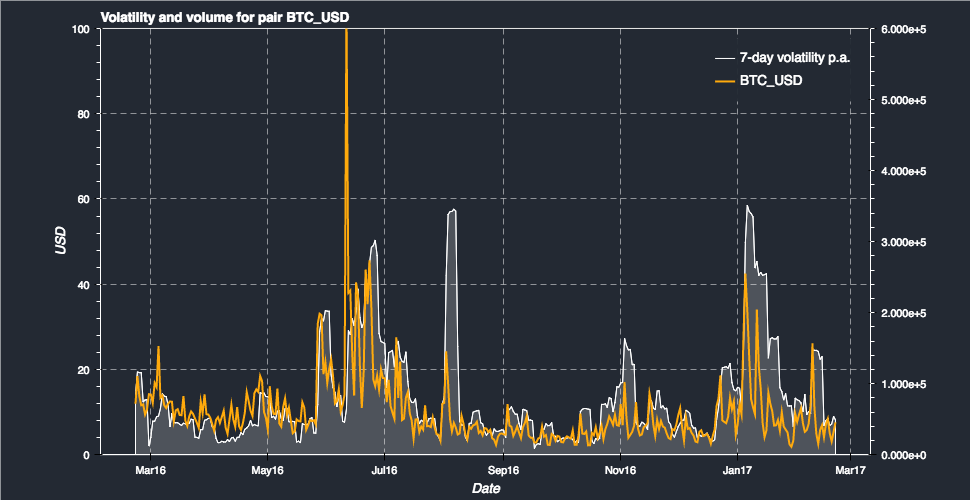 Volatility and volume for pair BTC_USD
100
80
60
40
20
0
USD
6.000e+5
5.000e+5
4.000e+5
3.000e+5
2.000e+5
1.000e+5
0.000e+0
7-day volatility p.a.
BTC_USD
Mar16 May16 Jul16 Sep16 Nov16 Jan17 Mar17
Date